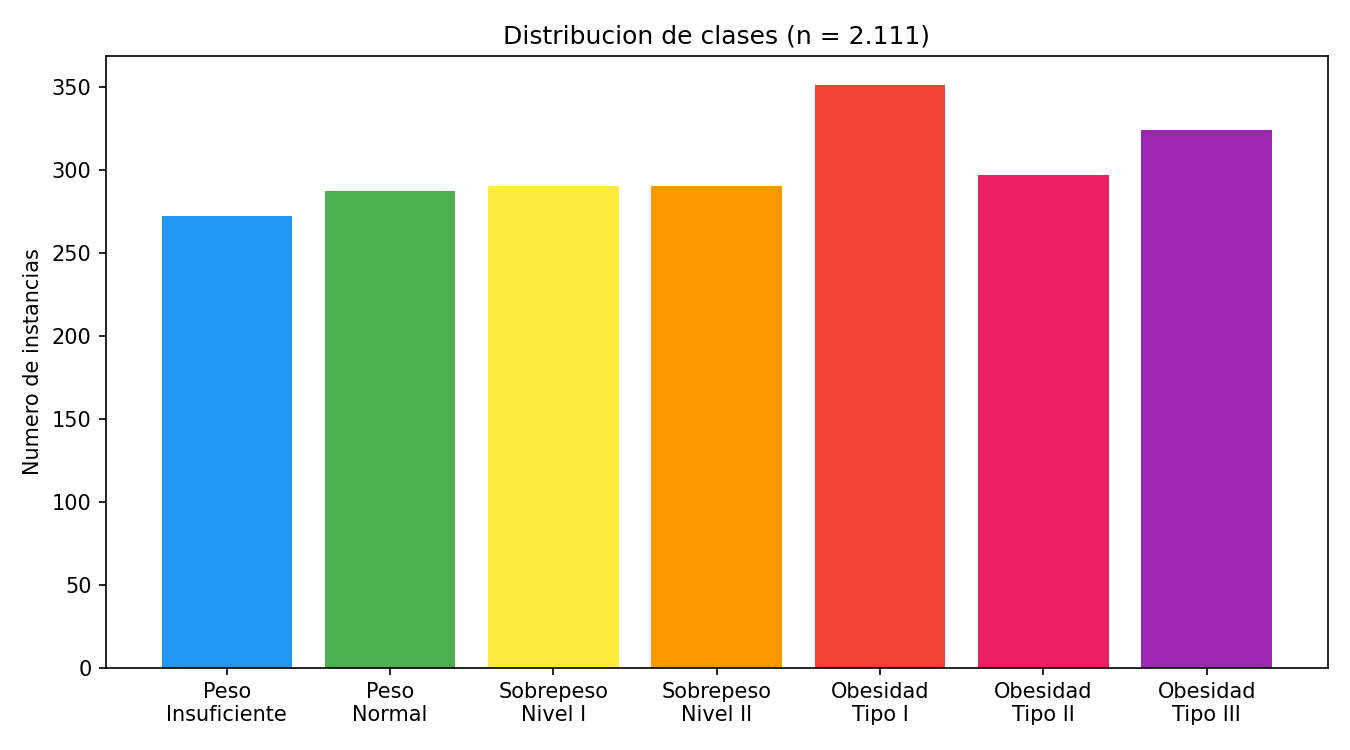 Distribucion de clases (n = 2.111)
Numero de instancias
350
300
250
200
150
100
50
0
Peso
Insuficiente
Peso
Normal
Sobrepeso
Nivel I
Sobrepeso
Nivel II
Obesidad
Tipo I
Obesidad
Tipo II
Obesidad
Tipo III